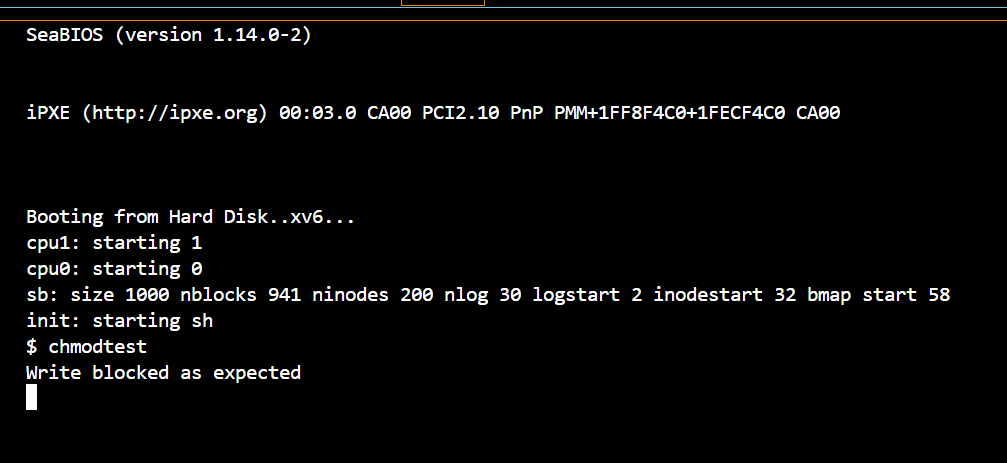 SeaBIOS (version 1.14.0-2)
iPXE (http://ipxe.org) 00:03.0 CA00 PCI2.10 PnP PMM+1FF8F4C0+1FECF4C0 CA00
Booting from Hard Disk..xv6...
cpu1: starting 1
cpu0: starting 0
sb: size 1000 nblocks 941 ninodes 200 nlog 30 logstart 2 inodestart 32 bmap start 58
init: starting sh
$ chmodtest
Write blocked as expected